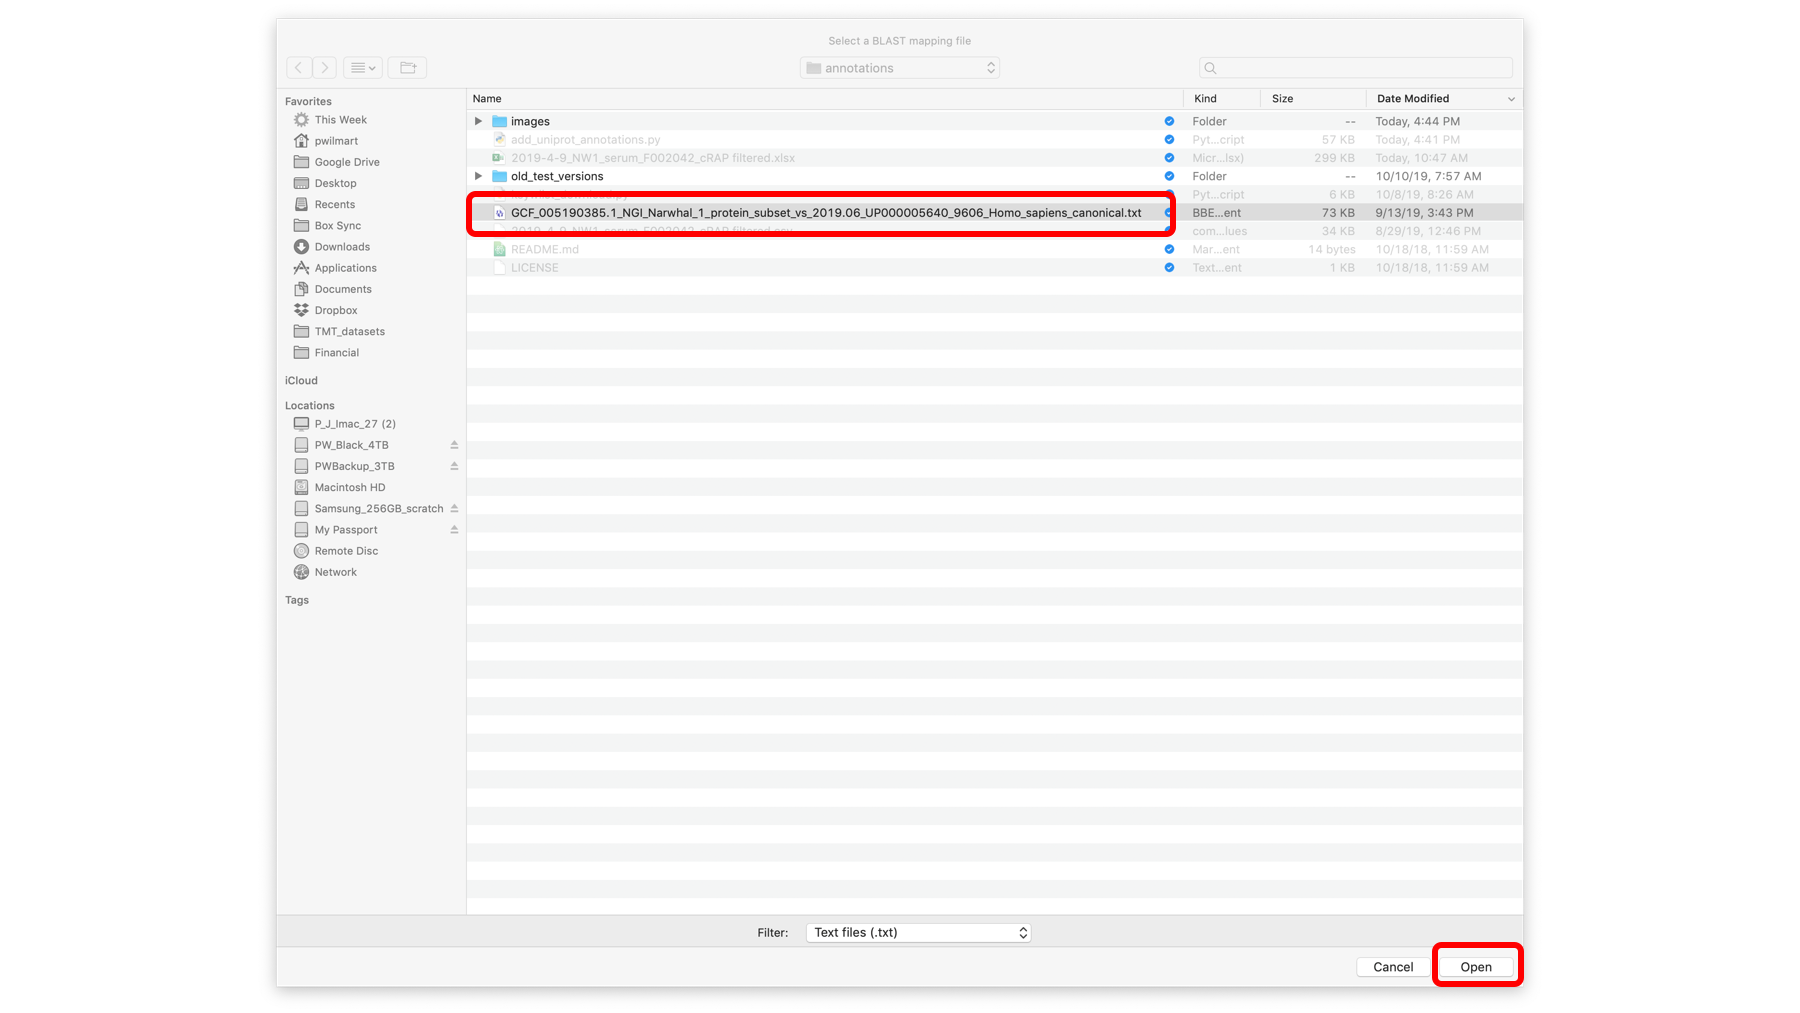 Select a BLAST mapping file
annotations
Favorites
This Week
pwilmart
Google Drive
Desktop
Recents
Box Sync
Downloads
Applications
Documents
Dropbox
TMT_datasets
Financial
iCloud
Locations
P_J_Imac_27 (2)
PW_Black_4TB
PWBackup_3TB
Macintosh HD
Samsung_256GB_scratch
My Passport
Remote Disc
Network
Tags
Name Kind Size Date Modified
images Folder -- Today, 4:44 PM
add_uniprot_annotations.py Pyt...cript 57 KB Today, 4:41 PM
2019-4-9_NW1_serum_F002042_cRAP filtered.xlsx Micr...lsx) 299 KB Today, 10:47 AM
old_test_versions Folder -- 10/10/19, 7:57 AM
Pyt...cript 6 KB 10/8/19, 8:26 AM
GCF_005190385.1_NGI_Narwhal_1_protein_subset_vs_2019.06_UP000005640_9606_Homo_sapiens_canonical.txt BBE...ent 73 KB 9/13/19, 3:43 PM
2019-4-9_NW1_serum_F002042_cRAP filtered.csv com...lues 34 KB 8/29/19, 12:46 PM
README.md Mar...ent 14 bytes 10/18/18, 11:59 AM
LICENSE Text...ent 1 KB 10/18/18, 11:59 AM
Filter: Text files (.txt)
Cancel Open